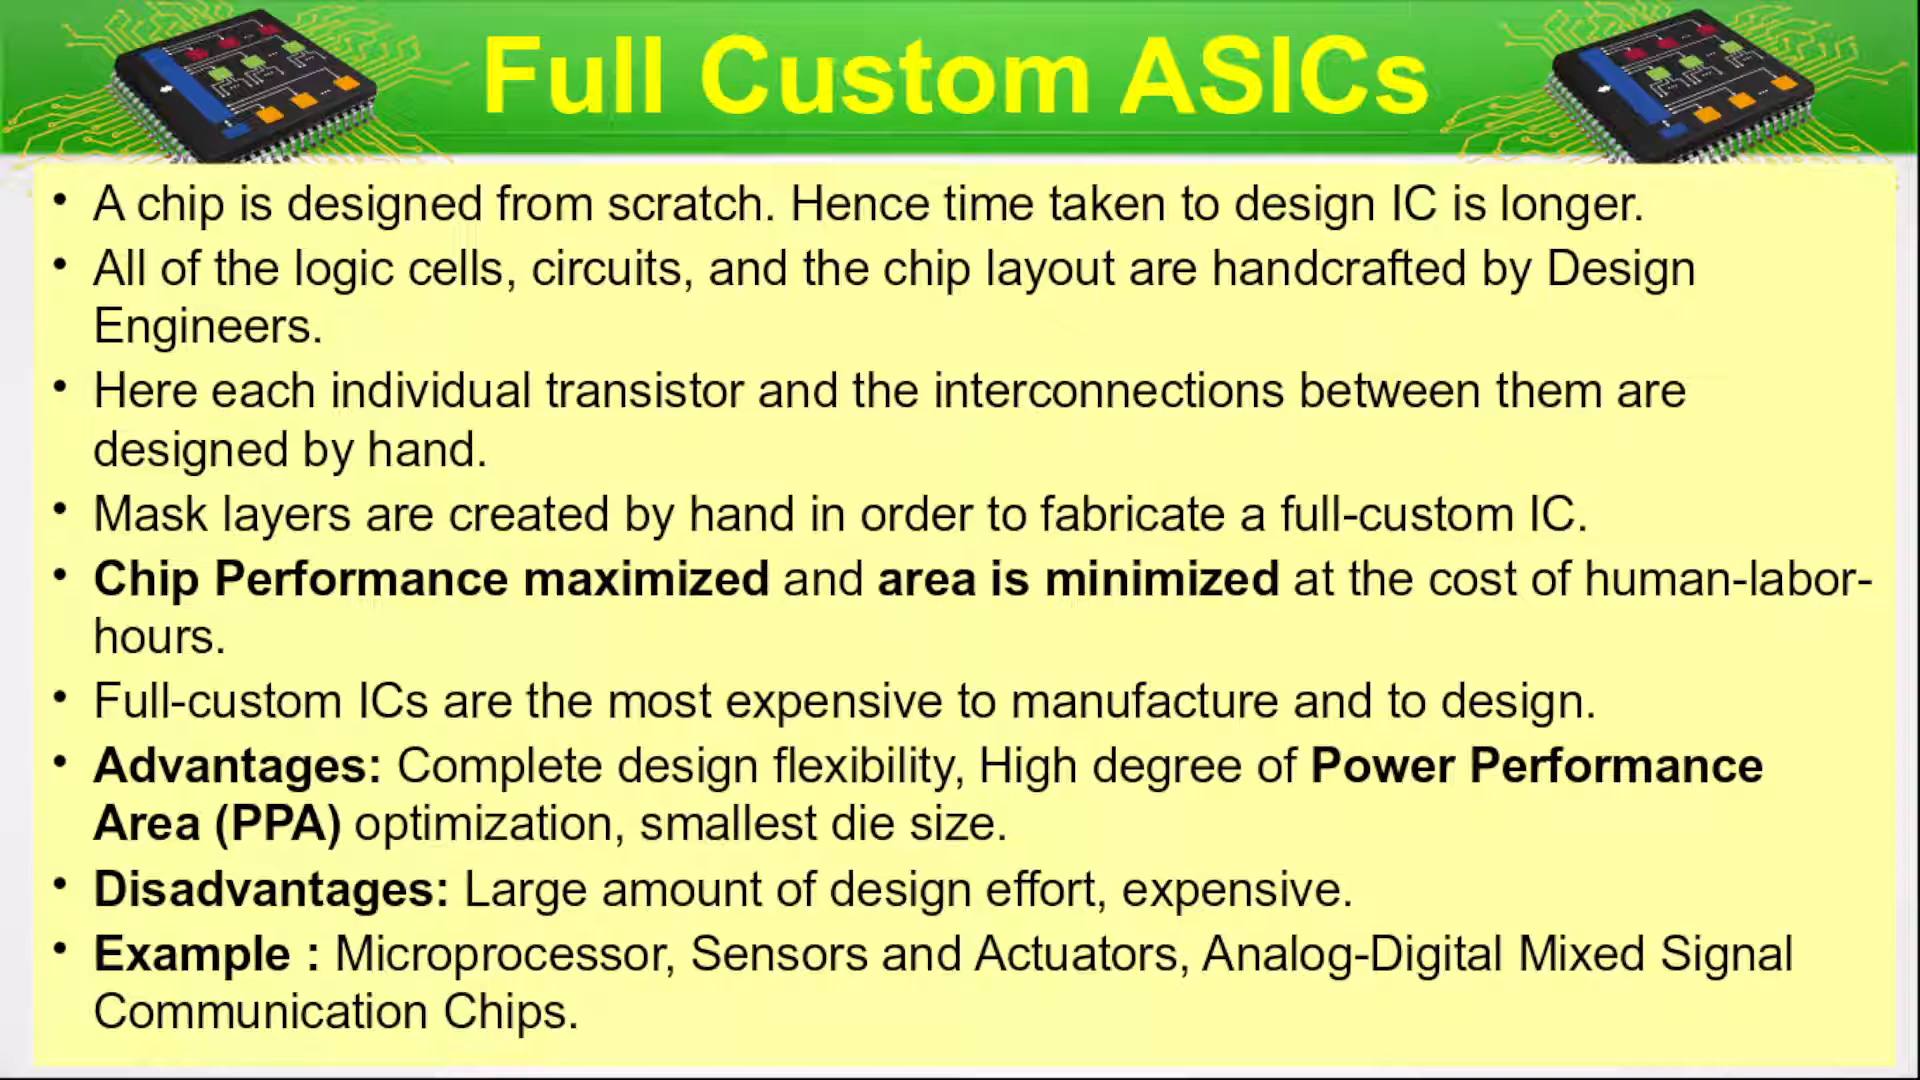 Full Custom ASICs
• A chip is designed from scratch. Hence time taken to design IC is longer.
• All of the logic cells, circuits, and the chip layout are handcrafted by Design
Engineers.
• Here each individual transistor and the interconnections between them are
designed by hand.
• Mask layers are created by hand in order to fabricate a full-custom IC.
• Chip Performance maximized and area is minimized at the cost of human-labor-
hours.
• Full-custom ICs are the most expensive to manufacture and to design.
• Advantages: Complete design flexibility, High degree of Power Performance
Area (PPA) optimization, smallest die size.
• Disadvantages: Large amount of design effort, expensive.
• Example : Microprocessor, Sensors and Actuators, Analog-Digital Mixed Signal
Communication Chips.